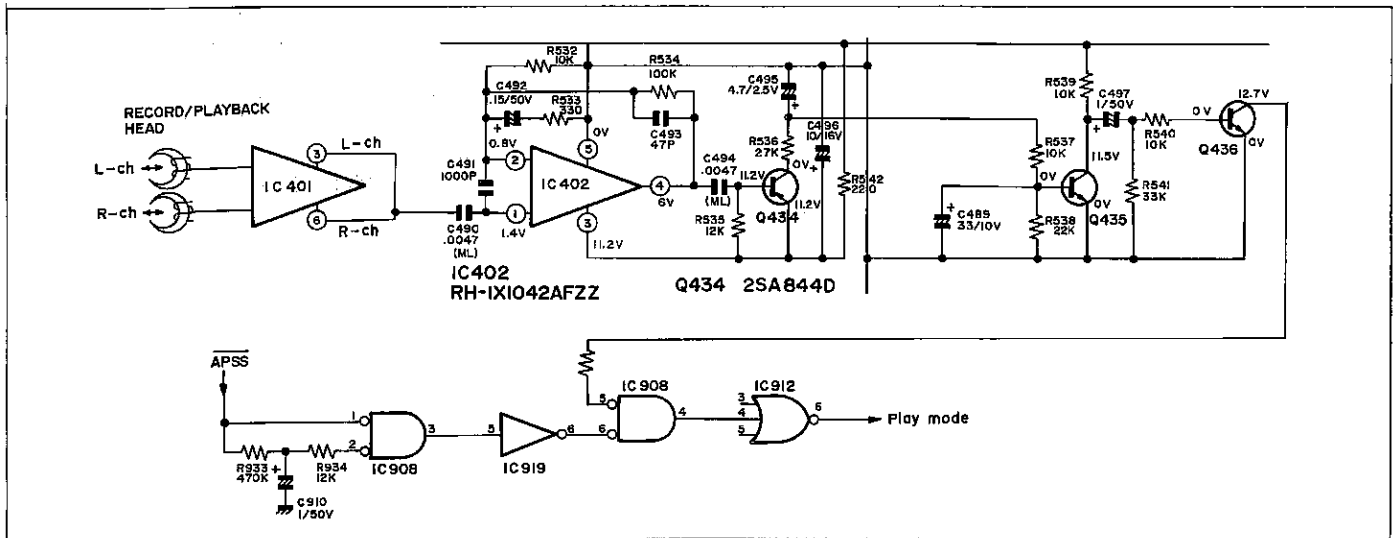 RECORD/PLAYBACK
HEAD
L-ch
R-ch
IC401
3
L-ch
6
R-ch
C490
.0047
(ML)
C491
1000P
R532
10K
C492
.15/50V
+
R533
330
0.8V
0V
R534
100K
C493
47P
2
5
IC402
1
1.4V
3
11.2V
4
6V
IC402
RH-1X1042AFZZ
C494
.0047
(ML)
R535
12K
C495
4.7/2.5V
+
R536
27K
0V
11.2V
11.2V
Q434
C496
10/16V
+
R542
220
Q434 2SA844D
C489
33/10V
+
R537
10K
0V
R538
22K
R539
10K
C497
1/50V
+
11.5V
0V
Q435
R540
10K
R541
33K
0V
12.7V
0V
Q436
APSS
R933
470K
+
R934
12K
C910
1/50V
1
2
3
IC908
5
6
IC919
5
6
IC908
4
IC912
3
4
5
6
Play mode